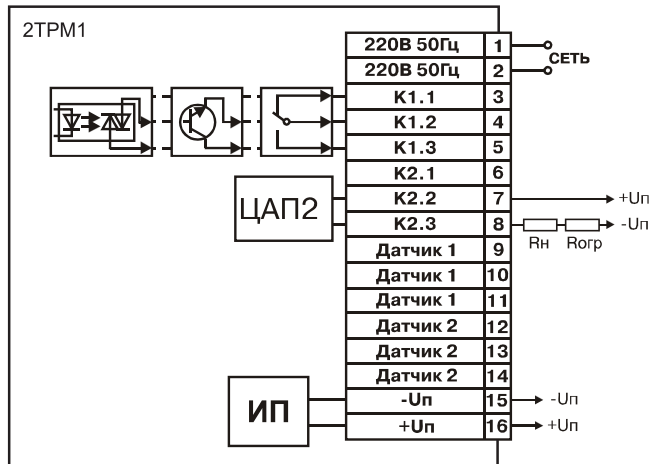 2ТРМ1
220В 50Гц 1
220В 50Гц 2
СЕТЬ
К1.1 3
К1.2 4
К1.3 5
К2.1 6
ЦАП2
К2.2 7 +Uп
К2.3 8 -Uп
Rн Rогр
Датчик 1 9
Датчик 1 10
Датчик 1 11
Датчик 2 12
Датчик 2 13
Датчик 2 14
ИП
-Uп 15 -Uп
+Uп 16 +Uп